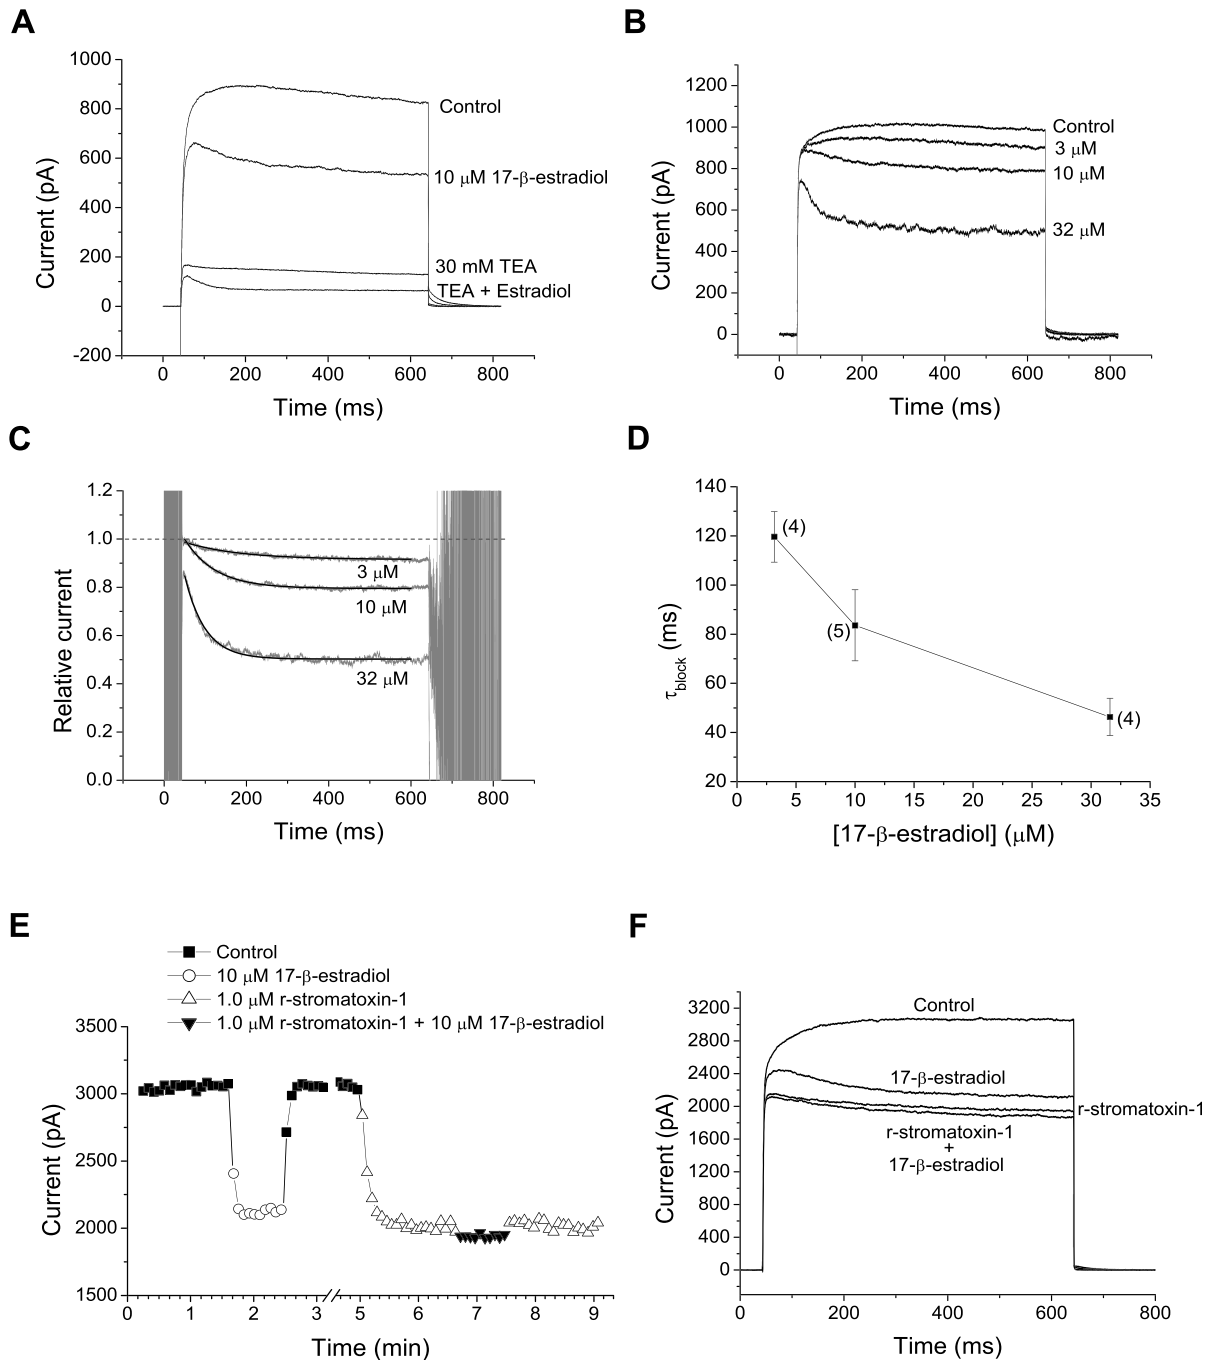 A
1000
800
600
400
200
0
-200
Current (pA)
Control
10 μM 17-β-estradiol
30 mM TEA
TEA + Estradiol
0
200
400
600
800
Time (ms)
B
1200
1000
800
600
400
200
0
Current (pA)
Control
3 μM
10 μM
32 μM
0
200
400
600
800
Time (ms)
C
1.2
1.0
0.8
0.6
0.4
0.2
0.0
Relative current
3 μM
10 μM
32 μM
0
200
400
600
800
Time (ms)
D
140
120
100
80
60
40
20
τblock (ms)
(4)
(5)
(4)
0
5
10
15
20
25
30
35
[17-β-estradiol] (μM)
E
Control
10 μM 17-β-estradiol
1.0 μM r-stromatoxin-1
1.0 μM r-stromatoxin-1 + 10 μM 17-β-estradiol
3500
3000
2500
2000
1500
Current (pA)
0
1
2
3
5
6
7
8
9
Time (min)
F
3200
2800
2400
2000
1600
1200
800
400
0
Current (pA)
Control
17-β-estradiol
r-stromatoxin-1
r-stromatoxin-1
+
17-β-estradiol
0
200
400
600
800
Time (ms)